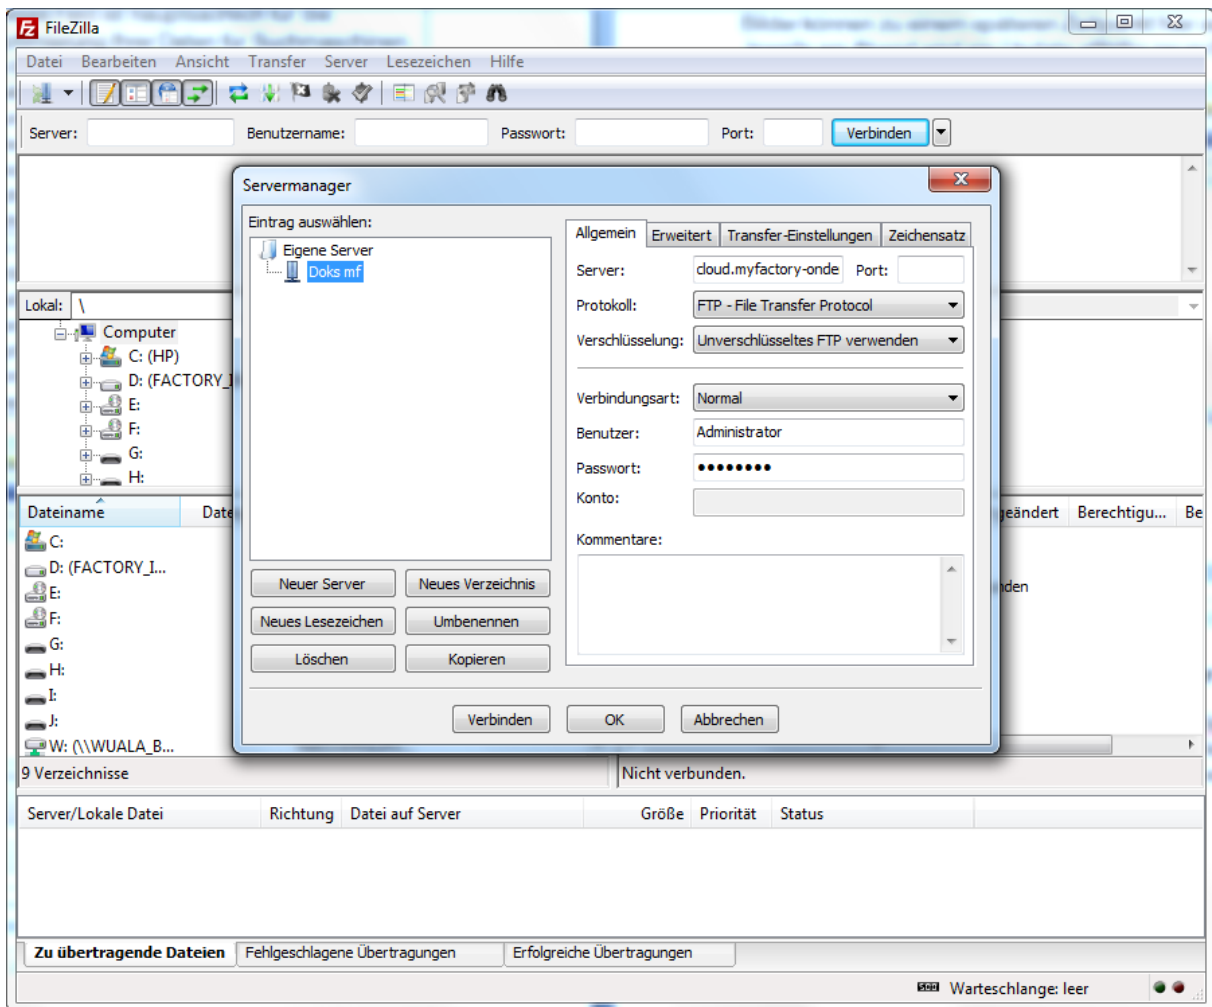 FileZilla
Datei Bearbeiten Ansicht Transfer Server Lesezeichen Hilfe
Server: Benutzername: Passwort: Port: Verbinden
Servermanager
Eintrag auswählen:
Eigene Server
Doks mf
Allgemein Erweitert Transfer-Einstellungen Zeichensatz
Server: cloud.myfactory-onde Port:
Protokoll: FTP - File Transfer Protocol
Verschlüsselung: Unverschlüsseltes FTP verwenden
Verbindungsart: Normal
Benutzer: Administrator
Passwort: ●●●●●●●●
Konto:
Kommentare:
Neuer Server Neues Verzeichnis
Neues Lesezeichen Umbenennen
Löschen Kopieren
Verbinden OK Abbrechen
Lokal: \
Computer
C: (HP)
D: (FACTORY_I
E:
F:
G:
H:
Dateiname Date
geändert Berechtigu... Be
C:
D: (FACTORY_I...
E:
nden
F:
G:
H:
I:
J:
W: (\\WUALA_B...
9 Verzeichnisse
Nicht verbunden.
Server/Lokale Datei Richtung Datei auf Server Größe Priorität Status
Zu übertragende Dateien Fehlgeschlagene Übertragungen Erfolgreiche Übertragungen
Warteschlange: leer